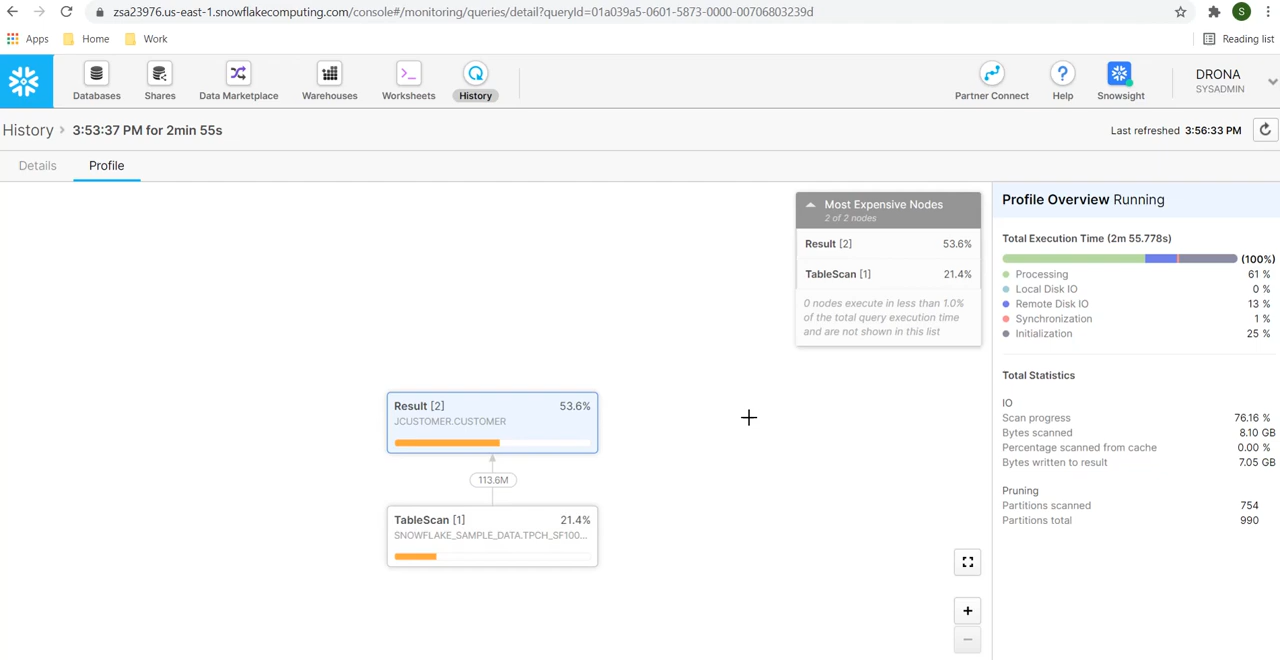 zsa23976.us-east-1.snowflakecomputing.com/console#/monitoring/queries/detail?queryId=01a039a5-0601-5873-0000-00706803239d
S
Apps Home Work Reading list
Databases Shares Data Marketplace Warehouses Worksheets History Partner Connect Help Snowsight DRONA SYSADMIN
History 3:53:37 PM for 2min 55s Last refreshed 3:56:33 PM
Details Profile
Most Expensive Nodes
2 of 2 nodes
Result [2] 53.6%
TableScan [1] 21.4%
0 nodes execute in less than 1.0%
of the total query execution time
and are not shown in this list
Result [2] 53.6%
JCUSTOMER.CUSTOMER
113.6M
TableScan [1] 21.4%
SNOWFLAKE_SAMPLE_DATA.TPCH_SF100...
Profile Overview Running
Total Execution Time (2m 55.778s)
(100%)
Processing 61 %
Local Disk IO 0 %
Remote Disk IO 13 %
Synchronization 1 %
Initialization 25 %
Total Statistics
IO
Scan progress 76.16 %
Bytes scanned 8.10 GB
Percentage scanned from cache 0.00 %
Bytes written to result 7.05 GB
Pruning
Partitions scanned 754
Partitions total 990